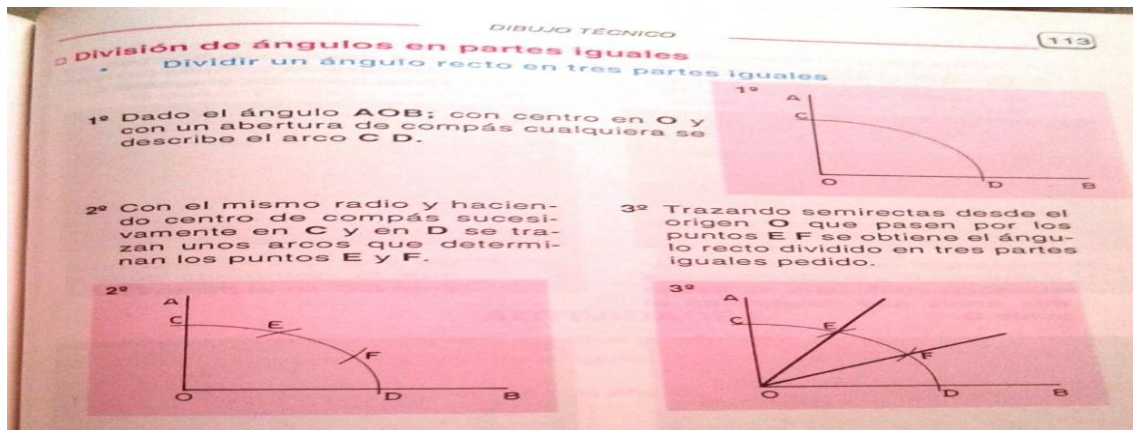 DIBUJO TÉCNICO
113
División de ángulos en partes iguales
Dividir un ángulo recto en tres partes iguales
1º Dado el ángulo AOB; con centro en O y
con un abertura de compás cualquiera se
describe el arco C D.
1º
A
C
O
D
B
2º Con el mismo radio y hacien-
do centro de compás sucesi-
vamente en C y en D se tra-
zan unos arcos que determi-
nan los puntos E y F.
3º Trazando semirectas desde el
origen O que pasen por los
puntos E F se obtiene el ángu-
lo recto dividido en tres partes
iguales pedido.
2º
A
C
E
F
O
D
B
3º
A
C
E
F
O
D
B